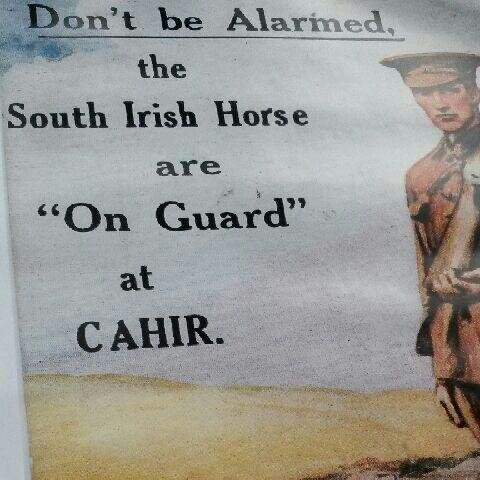 Don't be Alarmed,
the
South Irish Horse
are
"On Guard"
at
CAHIR.